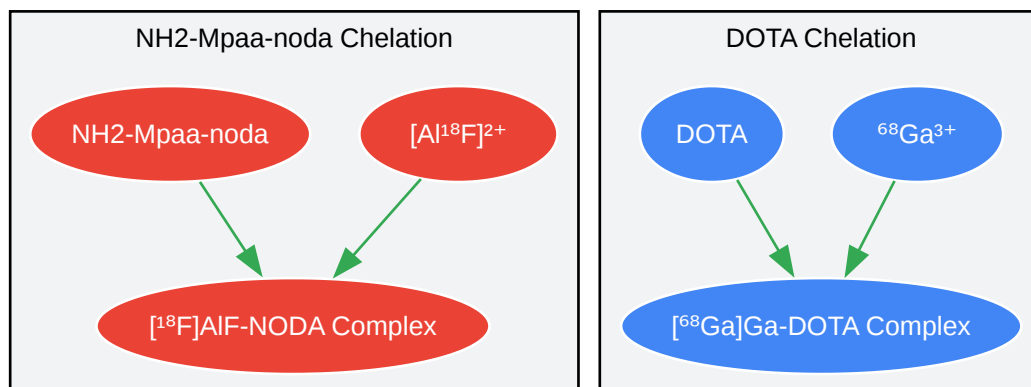 NH2-Mpaa-noda Chelation
NH2-Mpaa-noda
[Al¹⁸F]²⁺
[¹⁸F]AlF-NODA Complex
DOTA Chelation
DOTA
⁶⁸Ga³⁺
[⁶⁸Ga]Ga-DOTA Complex